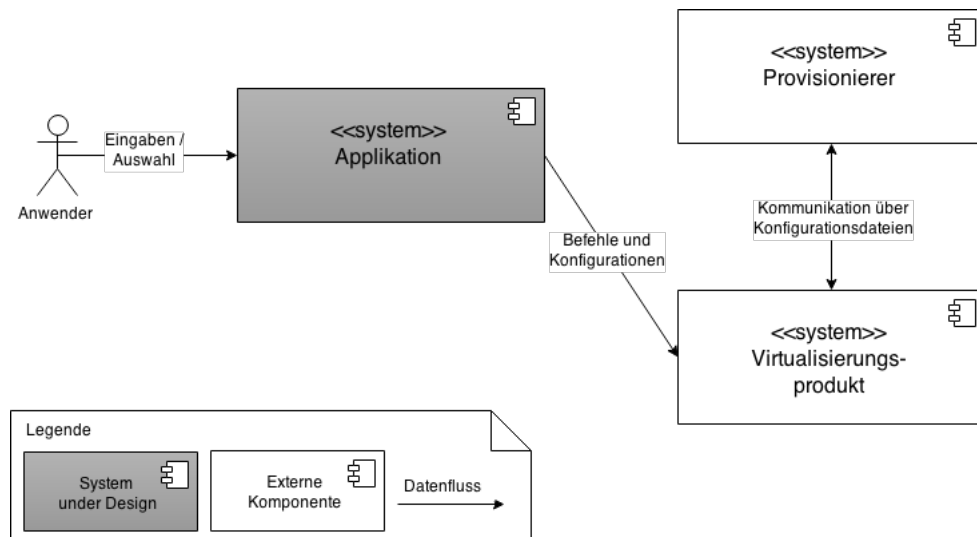 <<system>>
Provisionierer
<<system>>
Applikation
Eingaben /
Auswahl
Anwender
Kommunikation über
Konfigurationsdateien
Befehle und
Konfigurationen
<<system>>
Virtualisierungs-
produkt
Legende
System
under Design
Externe
Komponente
Datenfluss